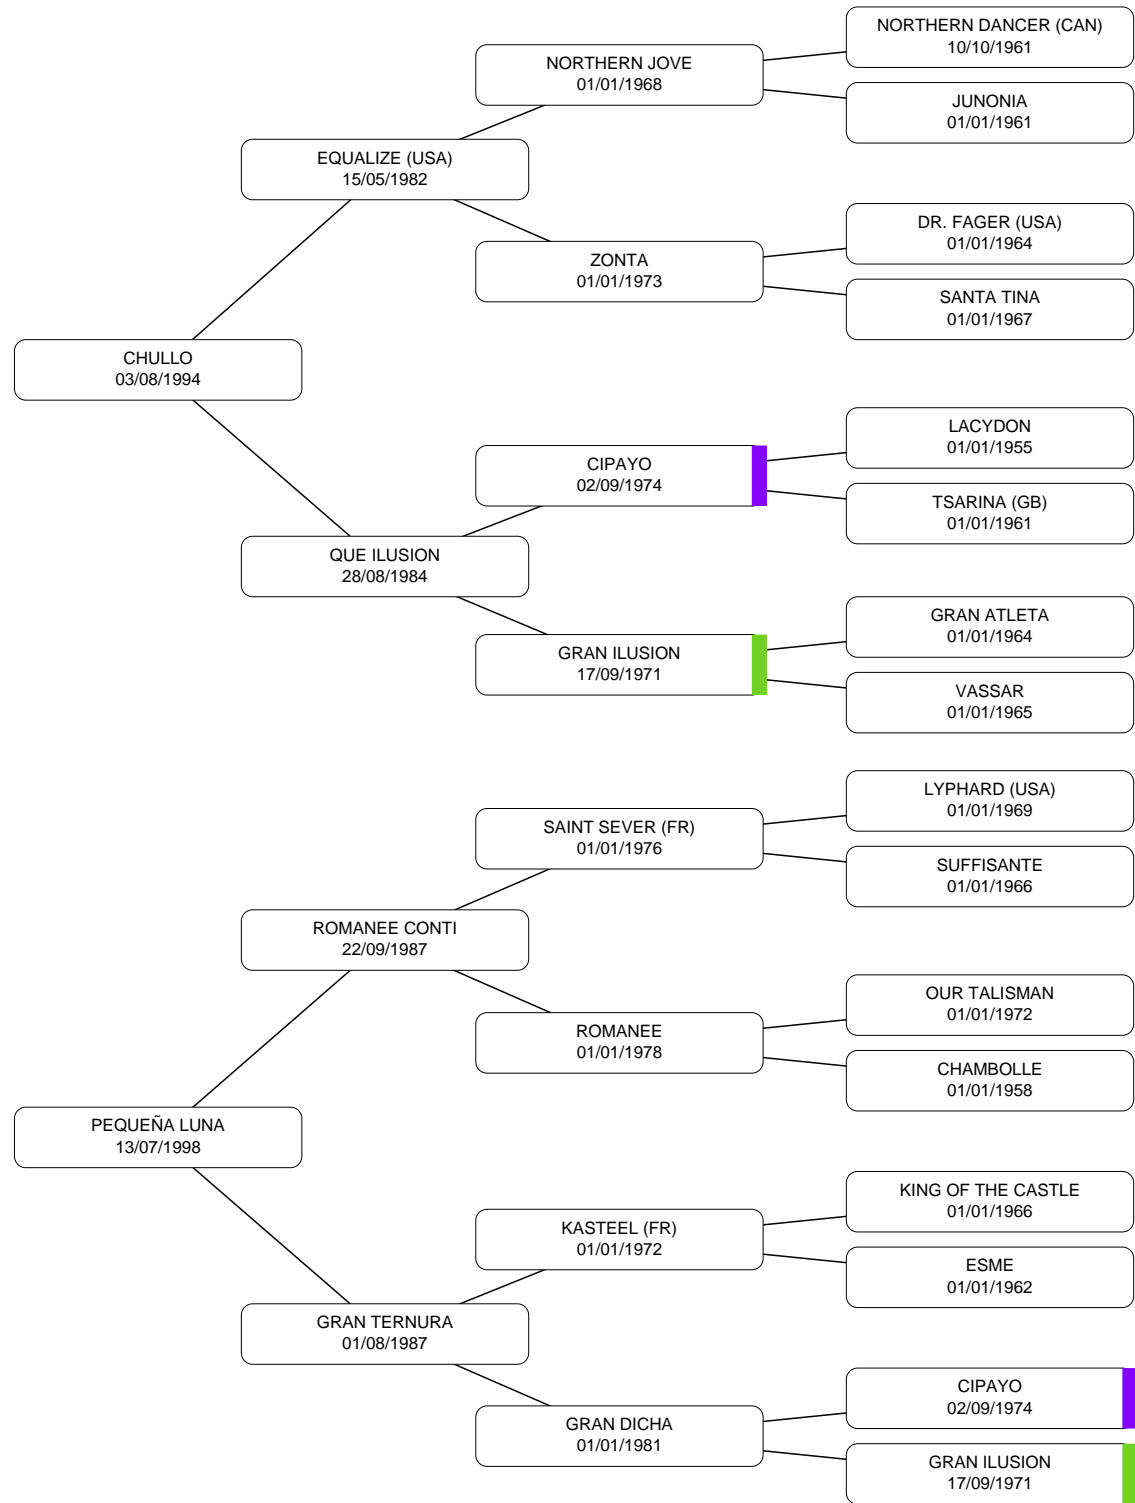 NORTHERN DANCER (CAN)
10/10/1961
NORTHERN JOVE
01/01/1968
JUNONIA
01/01/1961
EQUALIZE (USA)
15/05/1982
DR. FAGER (USA)
01/01/1964
ZONTA
01/01/1973
SANTA TINA
01/01/1967
CHULLO
03/08/1994
LACYDON
01/01/1955
CIPAYO
02/09/1974
TSARINA (GB)
01/01/1961
QUE ILUSION
28/08/1984
GRAN ATLETA
01/01/1964
GRAN ILUSION
17/09/1971
VASSAR
01/01/1965
LYPHARD (USA)
01/01/1969
SAINT SEVER (FR)
01/01/1976
SUFFISANTE
01/01/1966
ROMANEE CONTI
22/09/1987
OUR TALISMAN
01/01/1972
ROMANEE
01/01/1978
CHAMBOLLE
01/01/1958
PEQUEÑA LUNA
13/07/1998
KING OF THE CASTLE
01/01/1966
KASTEEL (FR)
01/01/1972
ESME
01/01/1962
GRAN TERNURA
01/08/1987
CIPAYO
02/09/1974
GRAN DICHA
01/01/1981
GRAN ILUSION
17/09/1971